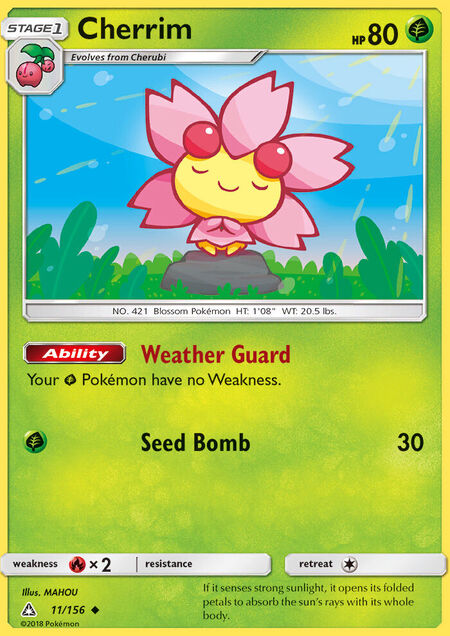 STAGE 1 Cherrim HP 80
Evolves from Cherubi
NO. 421 Blossom Pokémon HT: 1'08" WT: 20.5 lbs.
Ability Weather Guard
Your Pokémon have no Weakness.
Seed Bomb 30
weakness × 2 resistance retreat
Illus. MAHOU
11/156
©2018 Pokémon
If it senses strong sunlight, it opens its folded
petals to absorb the sun's rays with its whole
body.